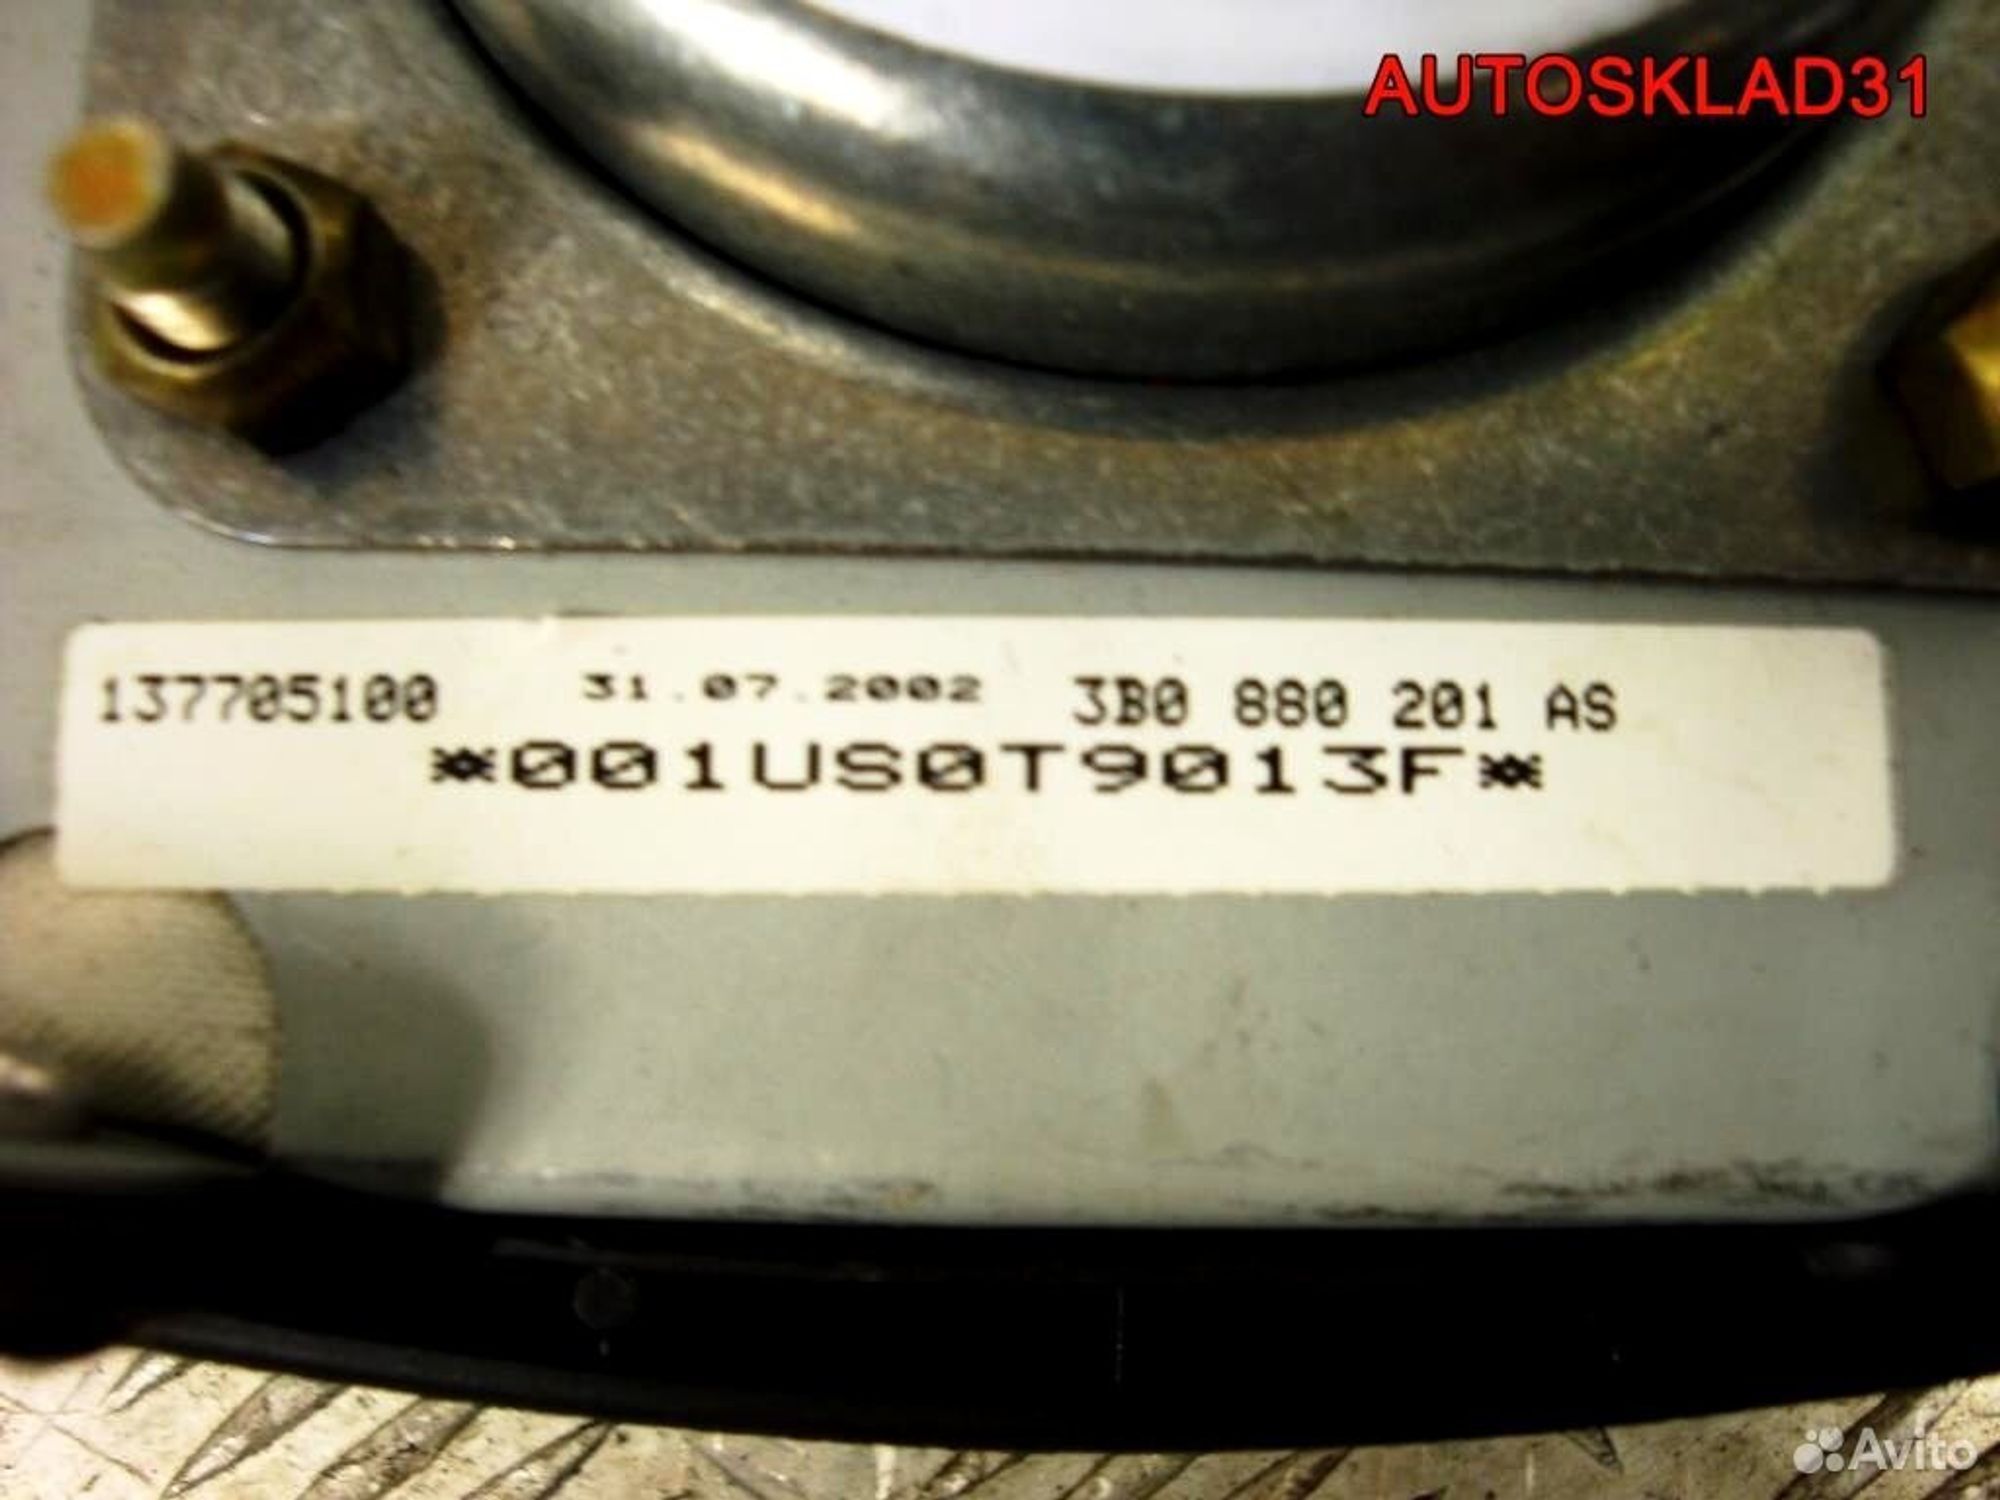 AUTOSKLAD31
137705100 31.07.2002 3B0 880 201 AS
*001US0T9013F*
Avito